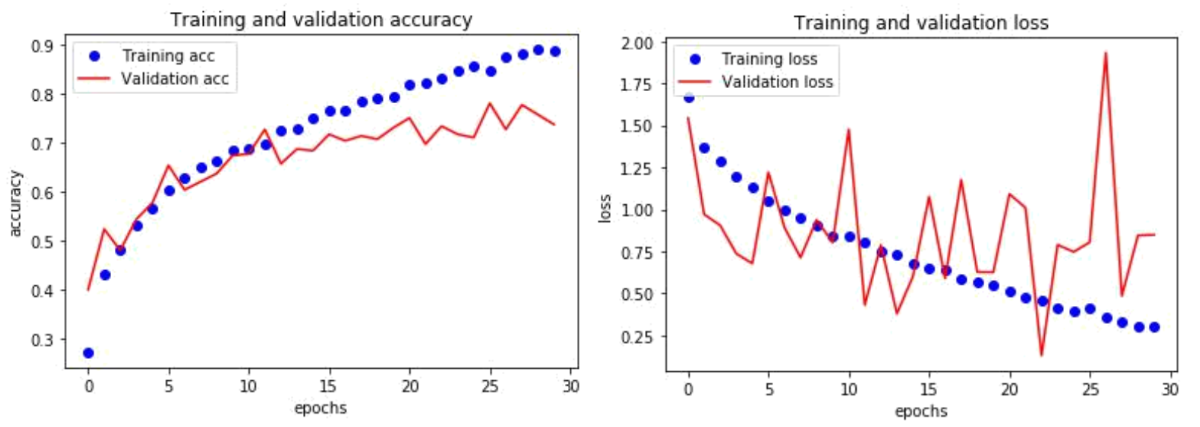 Training and validation accuracy
0.9
0.8
0.7
0.6
0.5
0.4
0.3
accuracy
Training acc
Validation acc
0 5 10 15 20 25 30
epochs
Training and validation loss
2.00
1.75
1.50
1.25
1.00
0.75
0.50
0.25
loss
Training loss
Validation loss
0 5 10 15 20 25 30
epochs